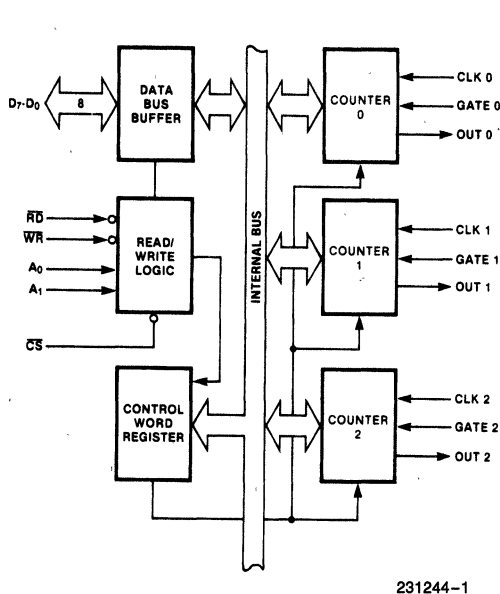 D7-D0
8
DATA
BUS
BUFFER
COUNTER
0
CLK 0
GATE 0
OUT 0
RD
WR
A0
A1
CS
READ/
WRITE
LOGIC
INTERNAL BUS
COUNTER
1
CLK 1
GATE 1
OUT 1
CONTROL
WORD
REGISTER
COUNTER
2
CLK 2
GATE 2
OUT 2
231244-1